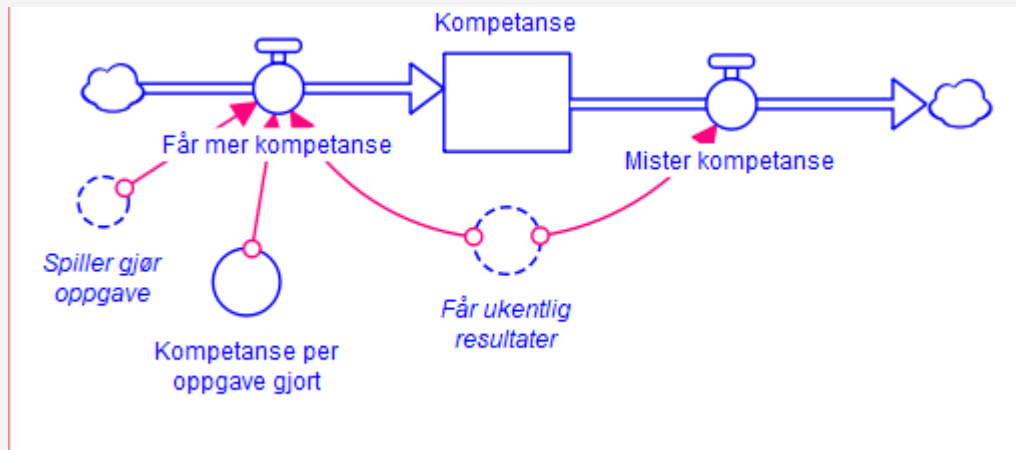 Kompetanse
Får mer kompetanse
Mister kompetanse
Spiller gjør
oppgave
Får ukentlig
resultater
Kompetanse per
oppgave gjort